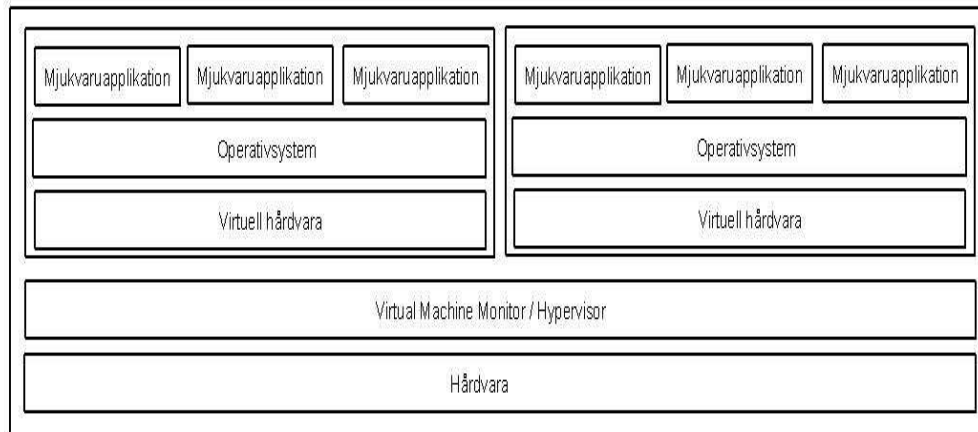 Mjukvaruapplikation Mjukvaruapplikation Mjukvaruapplikation
Operativsystem
Virtuell hårdvara
Mjukvaruapplikation Mjukvaruapplikation Mjukvaruapplikation
Operativsystem
Virtuell hårdvara
Virtual Machine Monitor / Hypervisor
Hårdvara